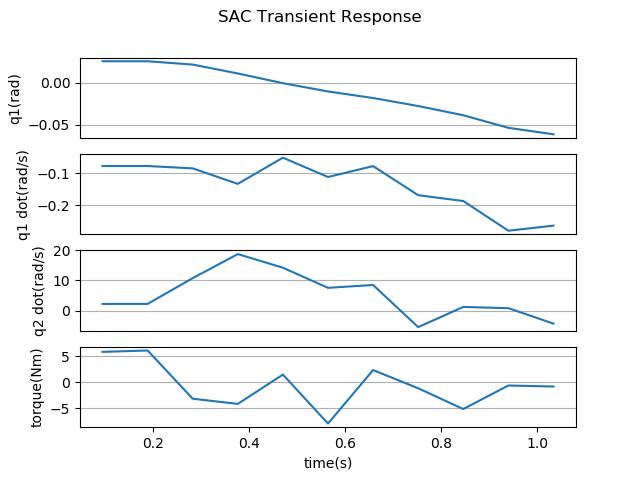 SAC Transient Response
q1(rad)
0.00
−0.05
q1 dot(rad/s)
−0.1
−0.2
q2 dot(rad/s)
20
10
0
torque(Nm)
5
0
−5
0.2 0.4 0.6 0.8 1.0
time(s)